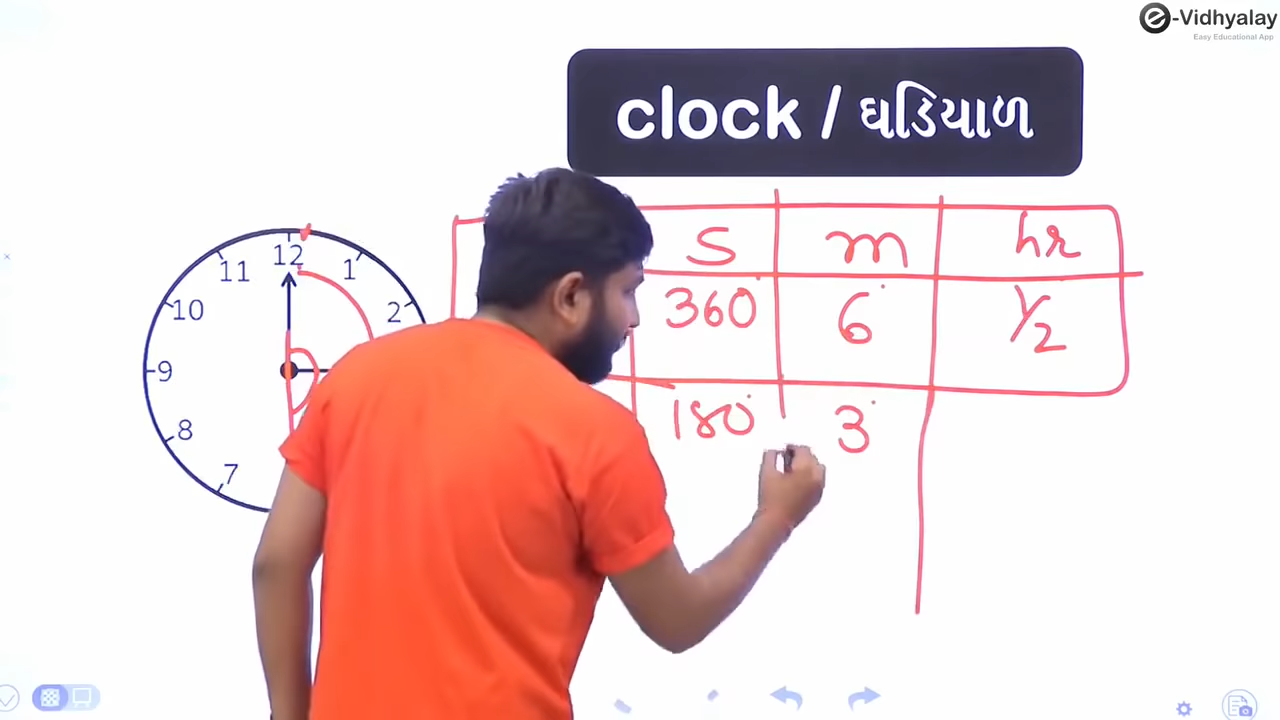 e-Vidhyalay
Easy Educational App
clock / ઘડિયાળ
S m hr
360° 6° 1/2
180° 3°
12
11 1
10 2
9
8
7